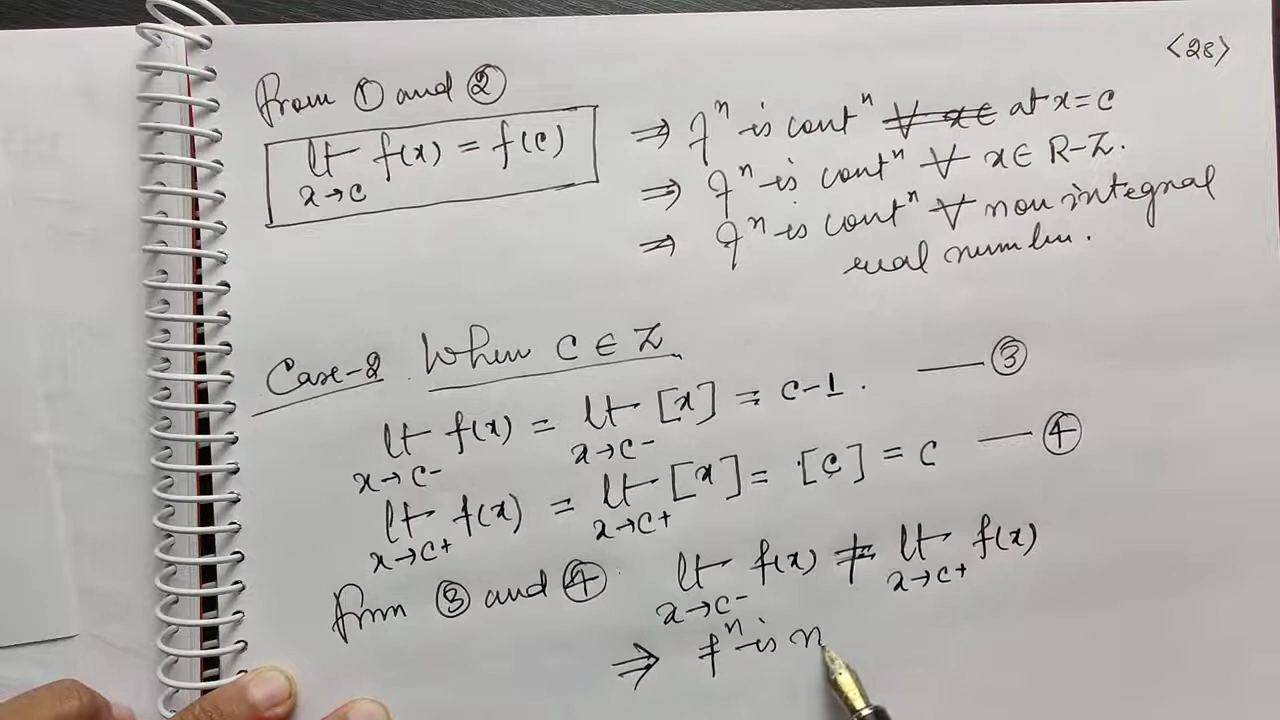 <28>
From ① and ②
lt f(x) = f(c)
x→c
⇒ fⁿ is contⁿ ∀ x∈ at x=c
⇒ fⁿ is contⁿ ∀ x∈ R-Z.
⇒ fⁿ is contⁿ ∀ non integral
real number.
Case-2 When C ∈ Z
lt f(x) = lt [x] = c-1. — ③
x→c- x→c-
lt f(x) = lt [x] = [c] = c — ④
x→c+ x→c+
From ③ and ④. lt f(x) ≠ lt f(x)
x→c- x→c+
⇒ fⁿ is n